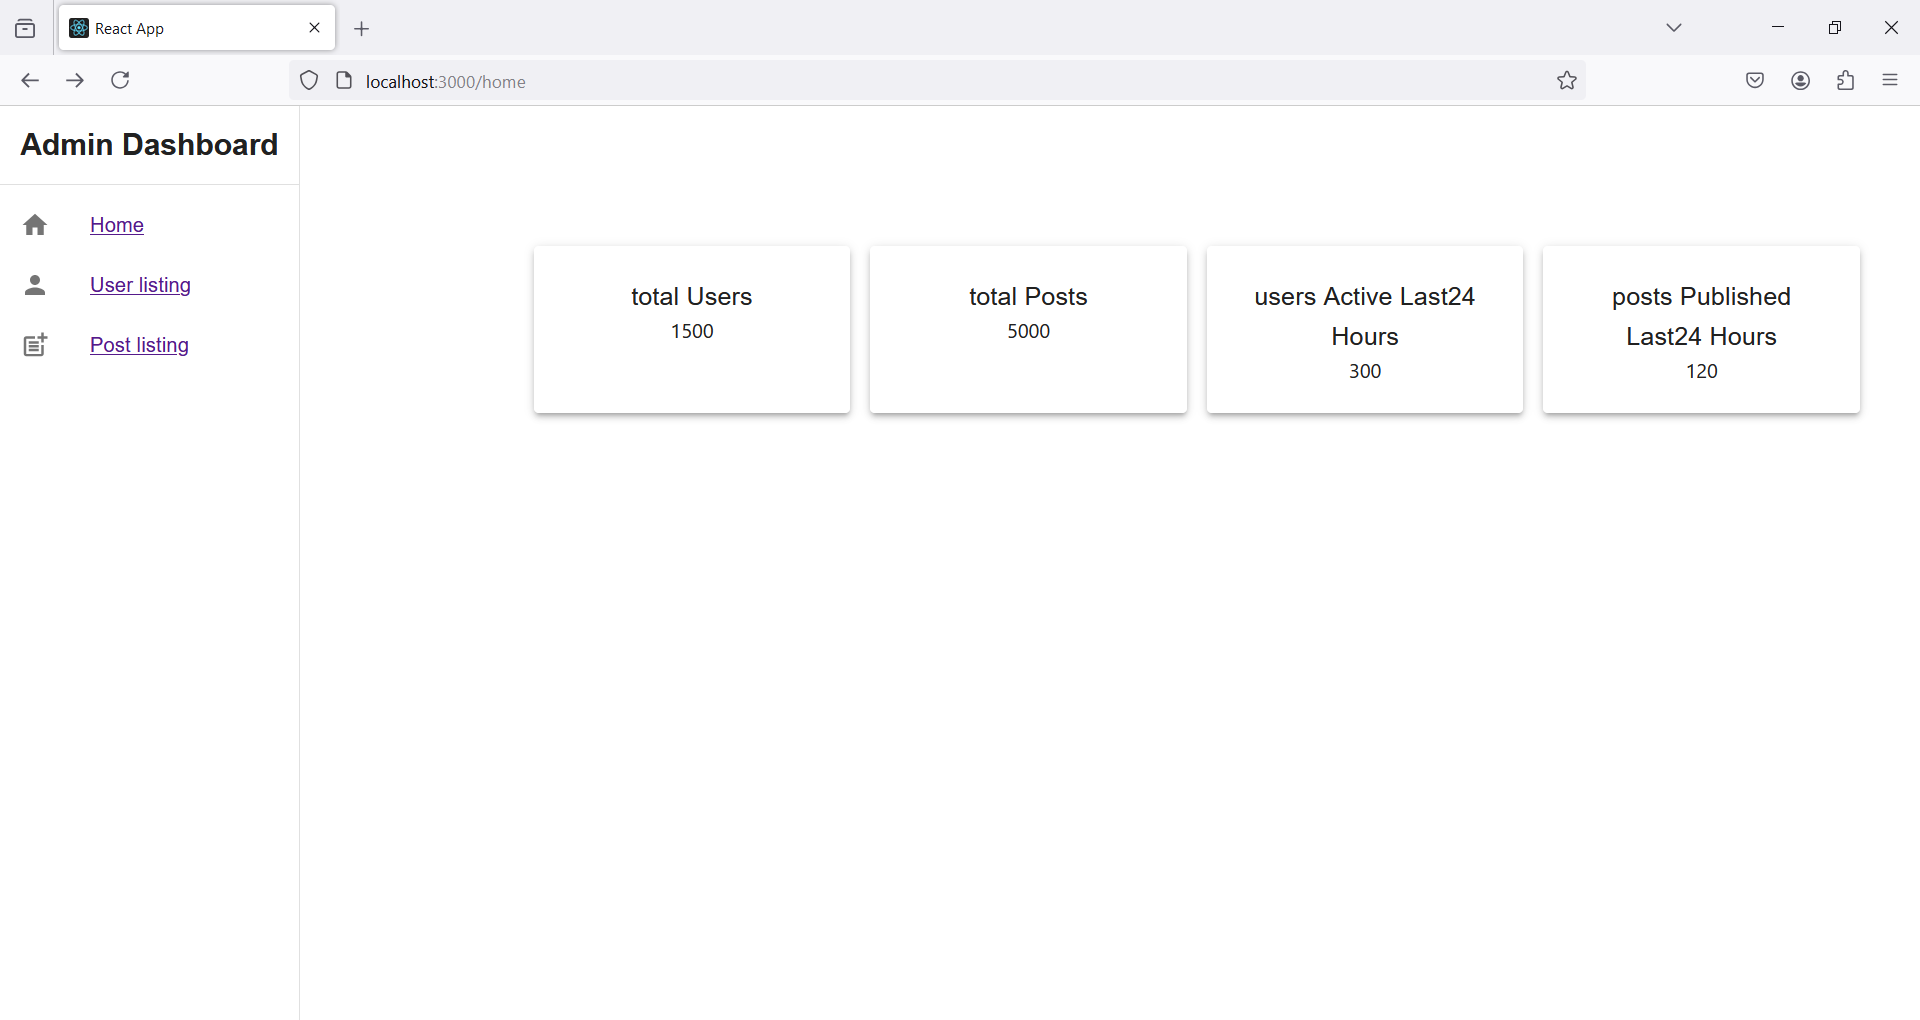 React App
localhost:3000/home
Admin Dashboard
Home
User listing
Post listing
total Users
1500
total Posts
5000
users Active Last24
Hours
300
posts Published
Last24 Hours
120